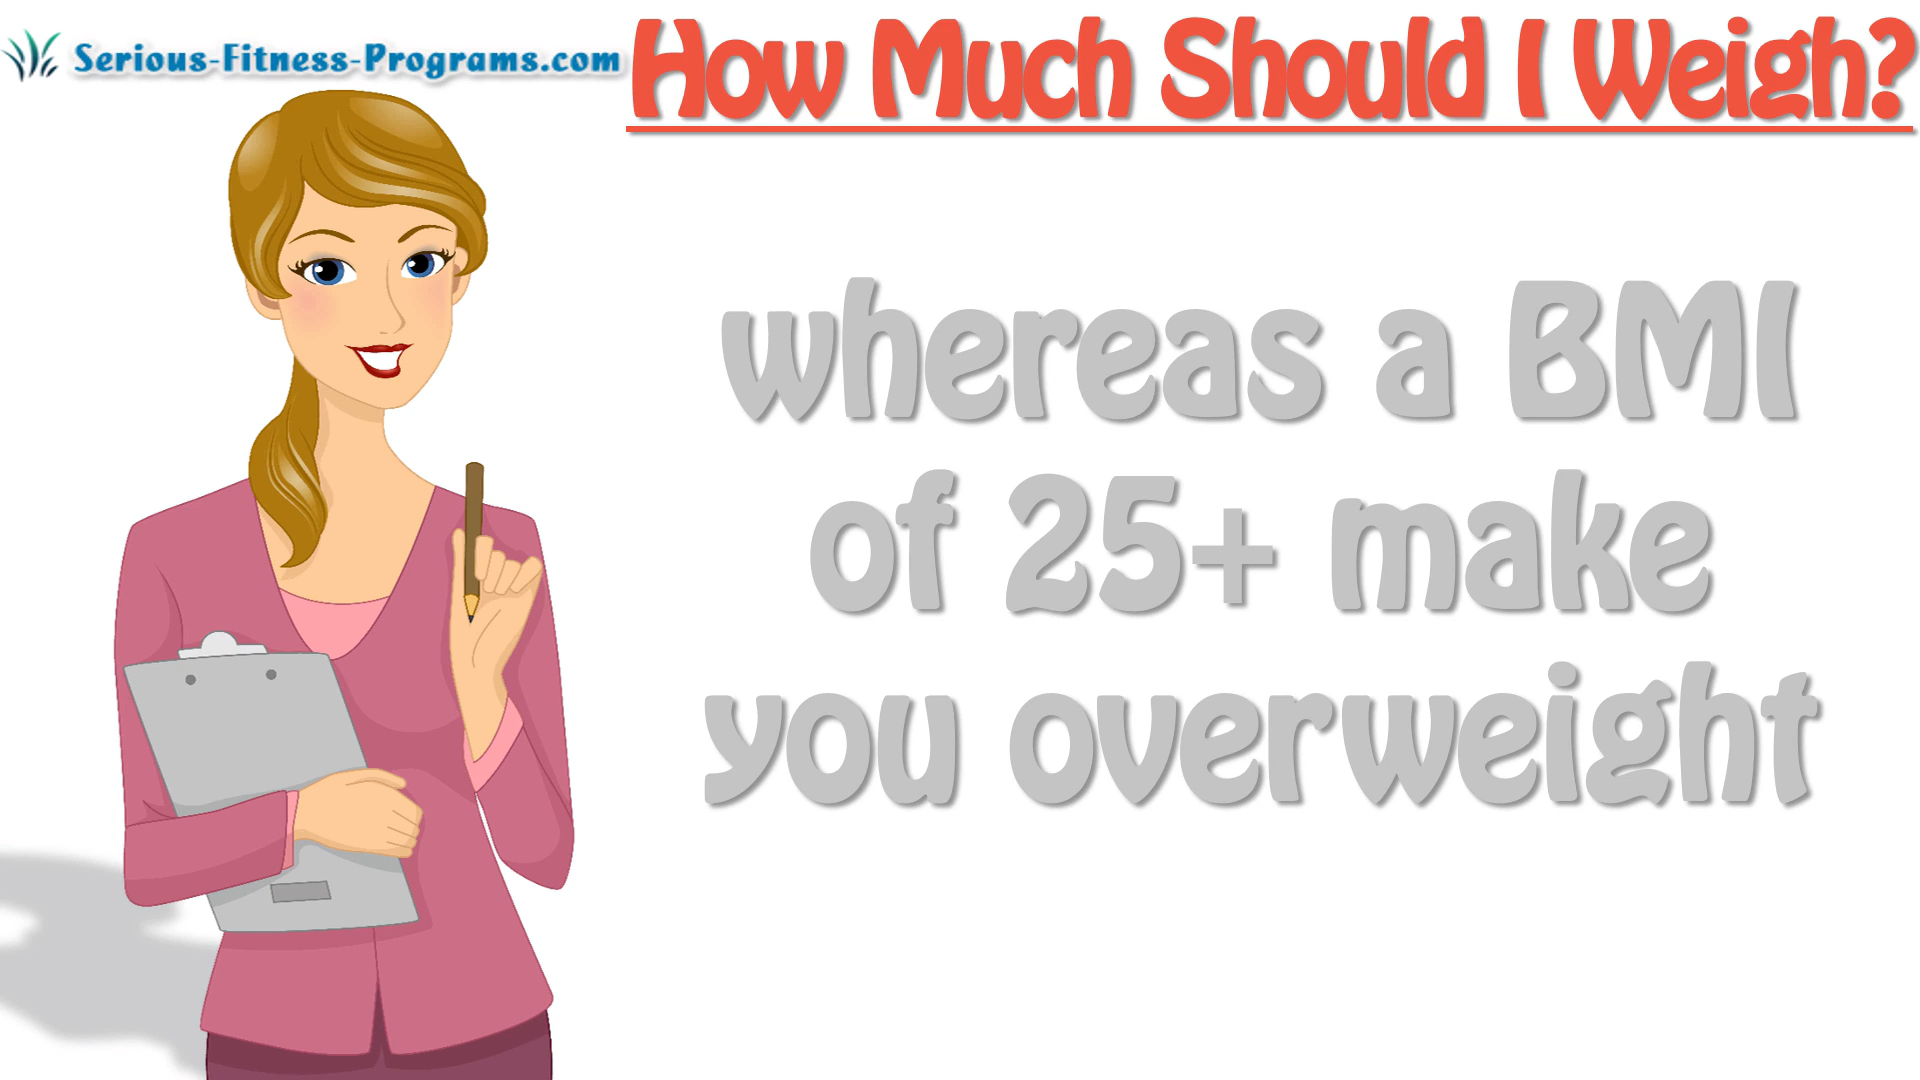 Serious-Fitness-Programs.com
How Much Should I Weigh?
whereas a BMI
of 25+ make
you overweight